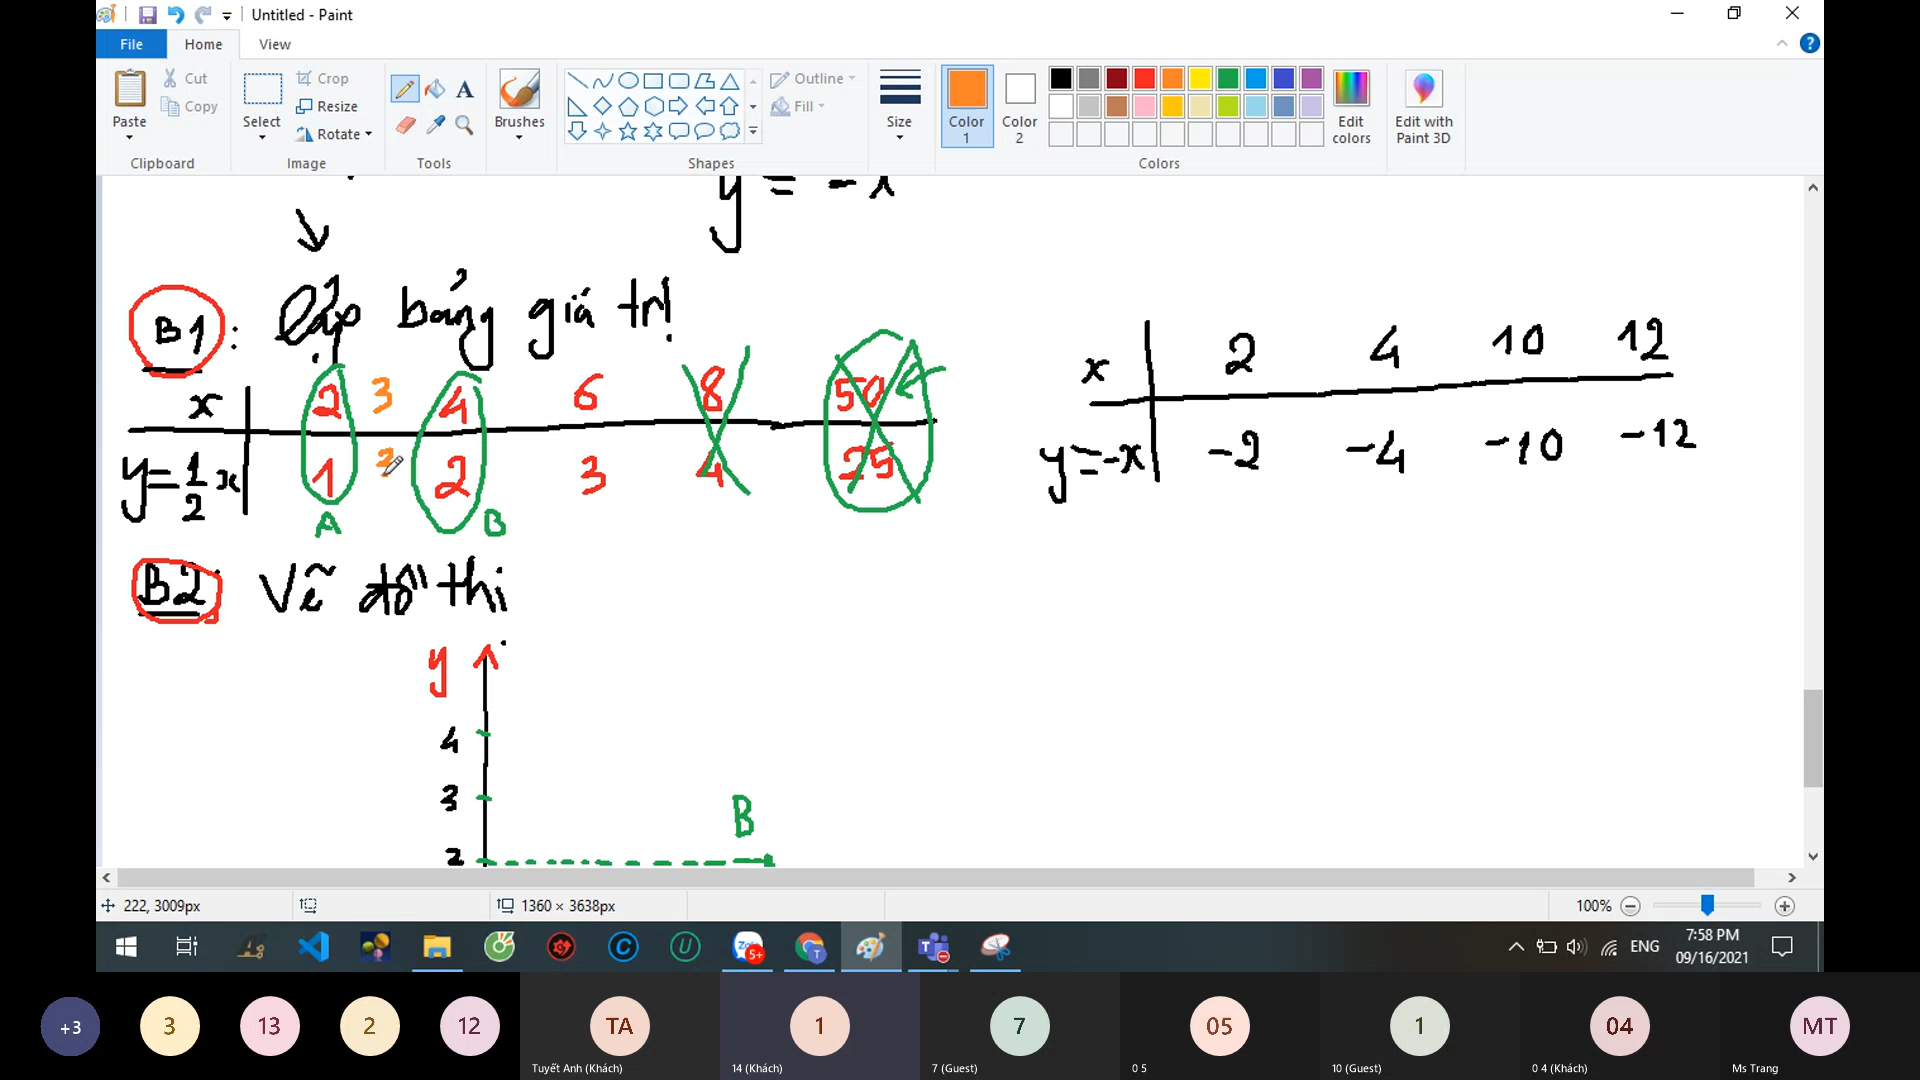 Untitled - Paint
File Home View
Paste Cut Copy Clipboard
Select Crop Resize Rotate Image
Tools
Brushes
Outline Fill Shapes
Size
Color 1 Color 2 Edit colors Edit with Paint 3D Colors
y = -x
B1: lập bảng giá trị
x 2 3 4 6 8 50
y=1/2 x 1 2 3 4 25
A B
x 2 4 10 12
y=-x -2 -4 -10 -12
B2: Vẽ đồ thị
y
4
3
B
2
222, 3009px 1360 × 3638px 100%
ENG 7:58 PM
09/16/2021
+3 3 13 2 12 TA 1 7 05 1 04 MT
Tuyết Anh (Khách) 14 (Khách) 7 (Guest) 0 5 10 (Guest) 0 4 (Khách) Ms Trang